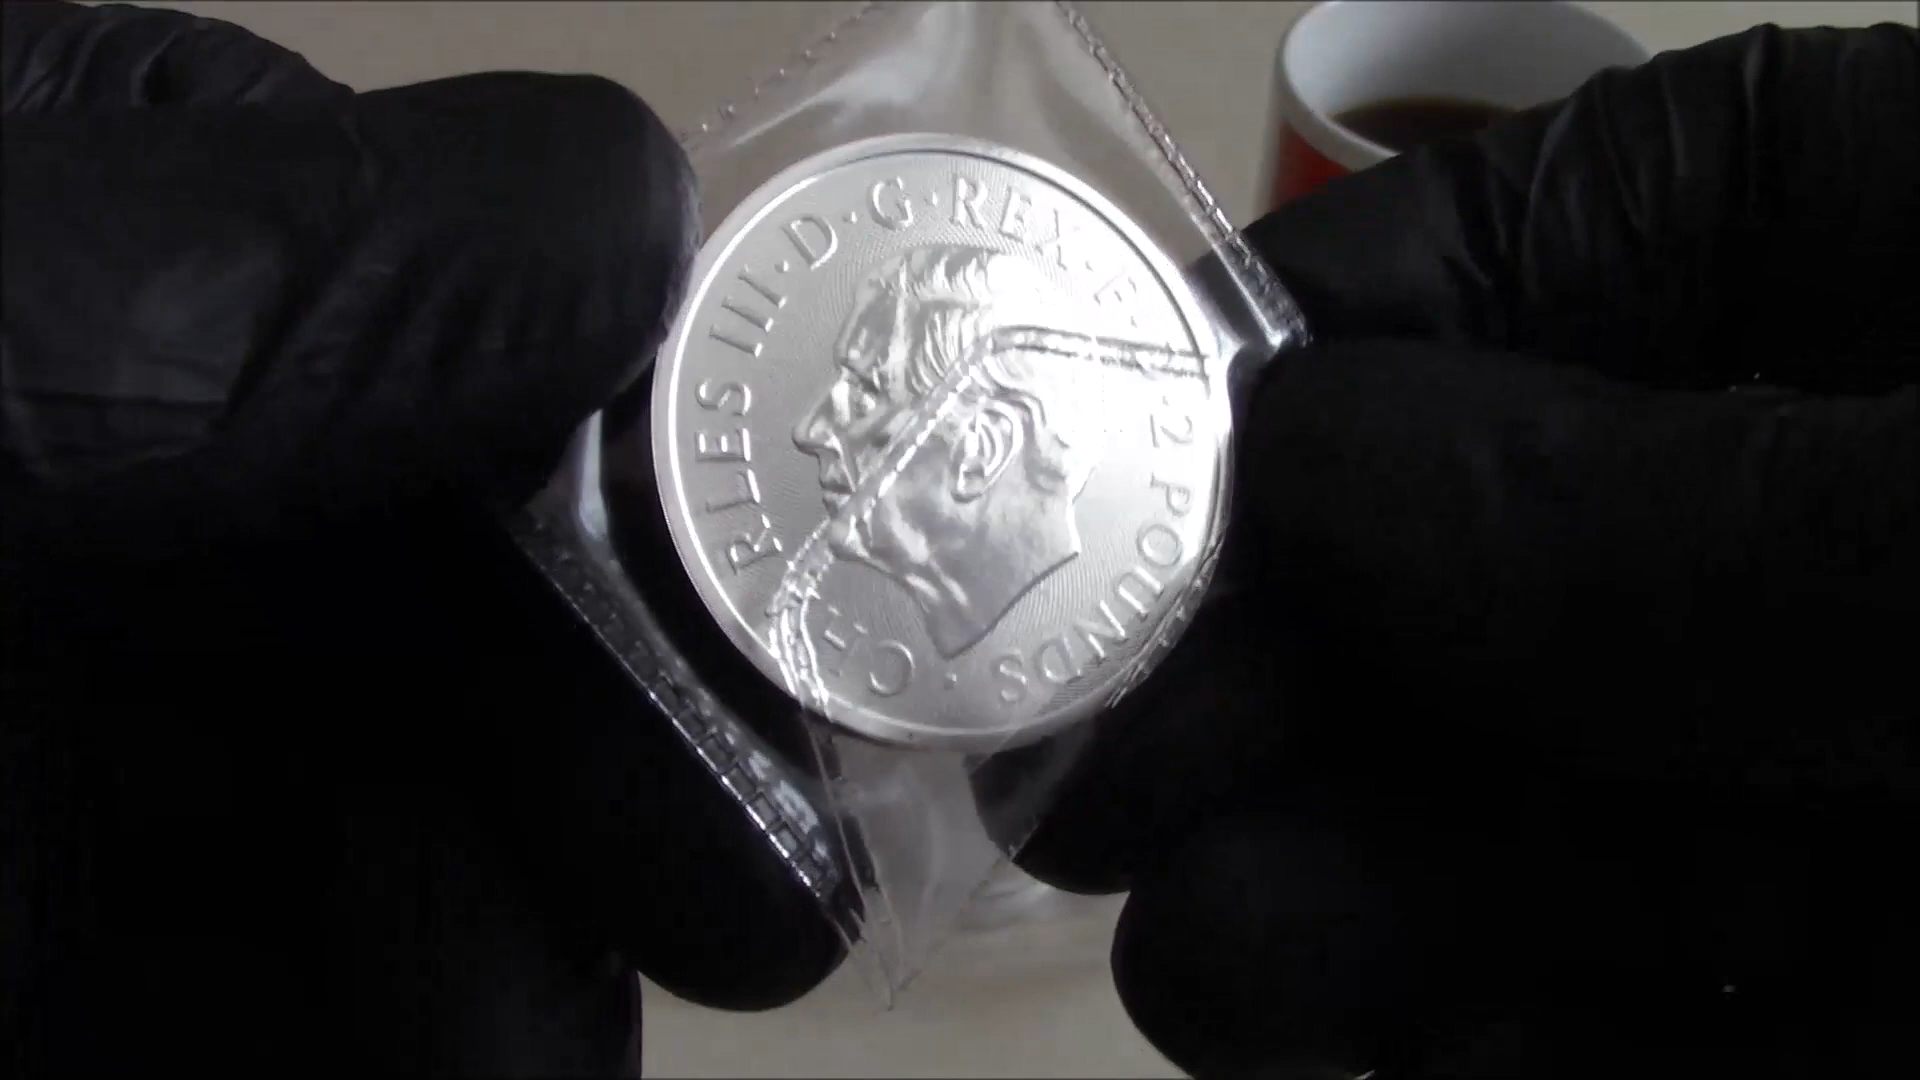 CHARLES III · D · G · REX · F · D · 2 POUNDS ·